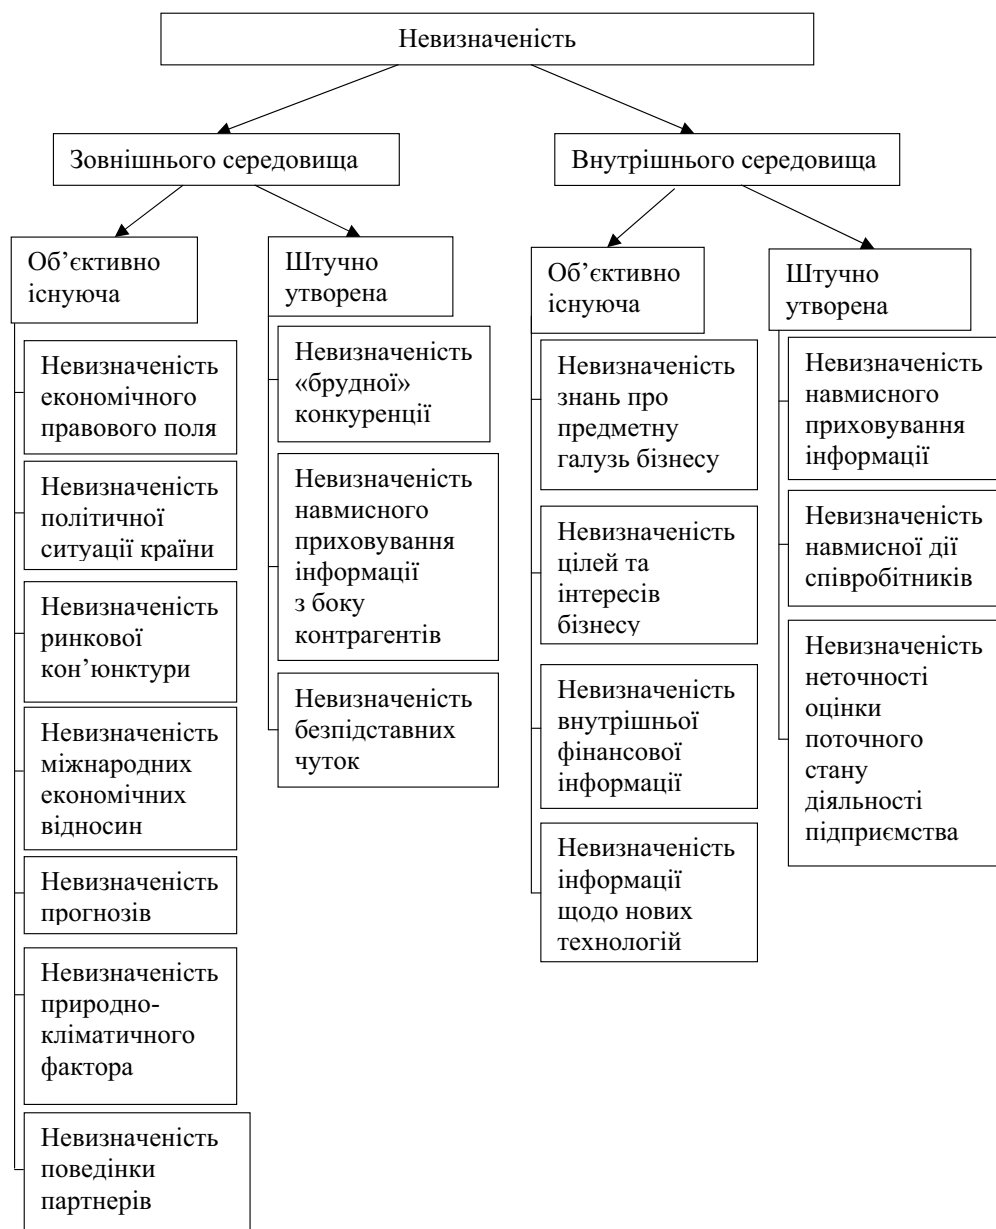 Невизначеність
Зовнішнього середовища
Внутрішнього середовища
Об’єктивно
існуюча
Невизначеність
економічного
правового поля
Невизначеність
політичної
ситуації країни
Невизначеність
ринкової
кон’юнктури
Невизначеність
міжнародних
економічних
відносин
Невизначеність
прогнозів
Невизначеність
природно-
кліматичного
фактора
Невизначеність
поведінки
партнерів
Штучно
утворена
Невизначеність
«брудної»
конкуренції
Невизначеність
навмисного
приховування
інформації
з боку
контрагентів
Невизначеність
безпідставних
чуток
Об’єктивно
існуюча
Невизначеність
знань про
предметну
галузь бізнесу
Невизначеність
цілей та
інтересів
бізнесу
Невизначеність
внутрішньої
фінансової
інформації
Невизначеність
інформації
щодо нових
технологій
Штучно
утворена
Невизначеність
навмисного
приховування
інформації
Невизначеність
навмисної дії
співробітників
Невизначеність
неточності
оцінки
поточного
стану
діяльності
підприємства